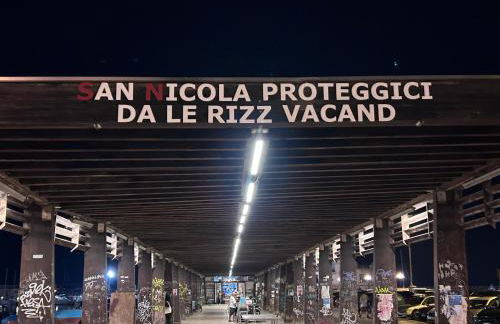 SAN NICOLA PROTEGGICI
DA LE RIZZ VACAND